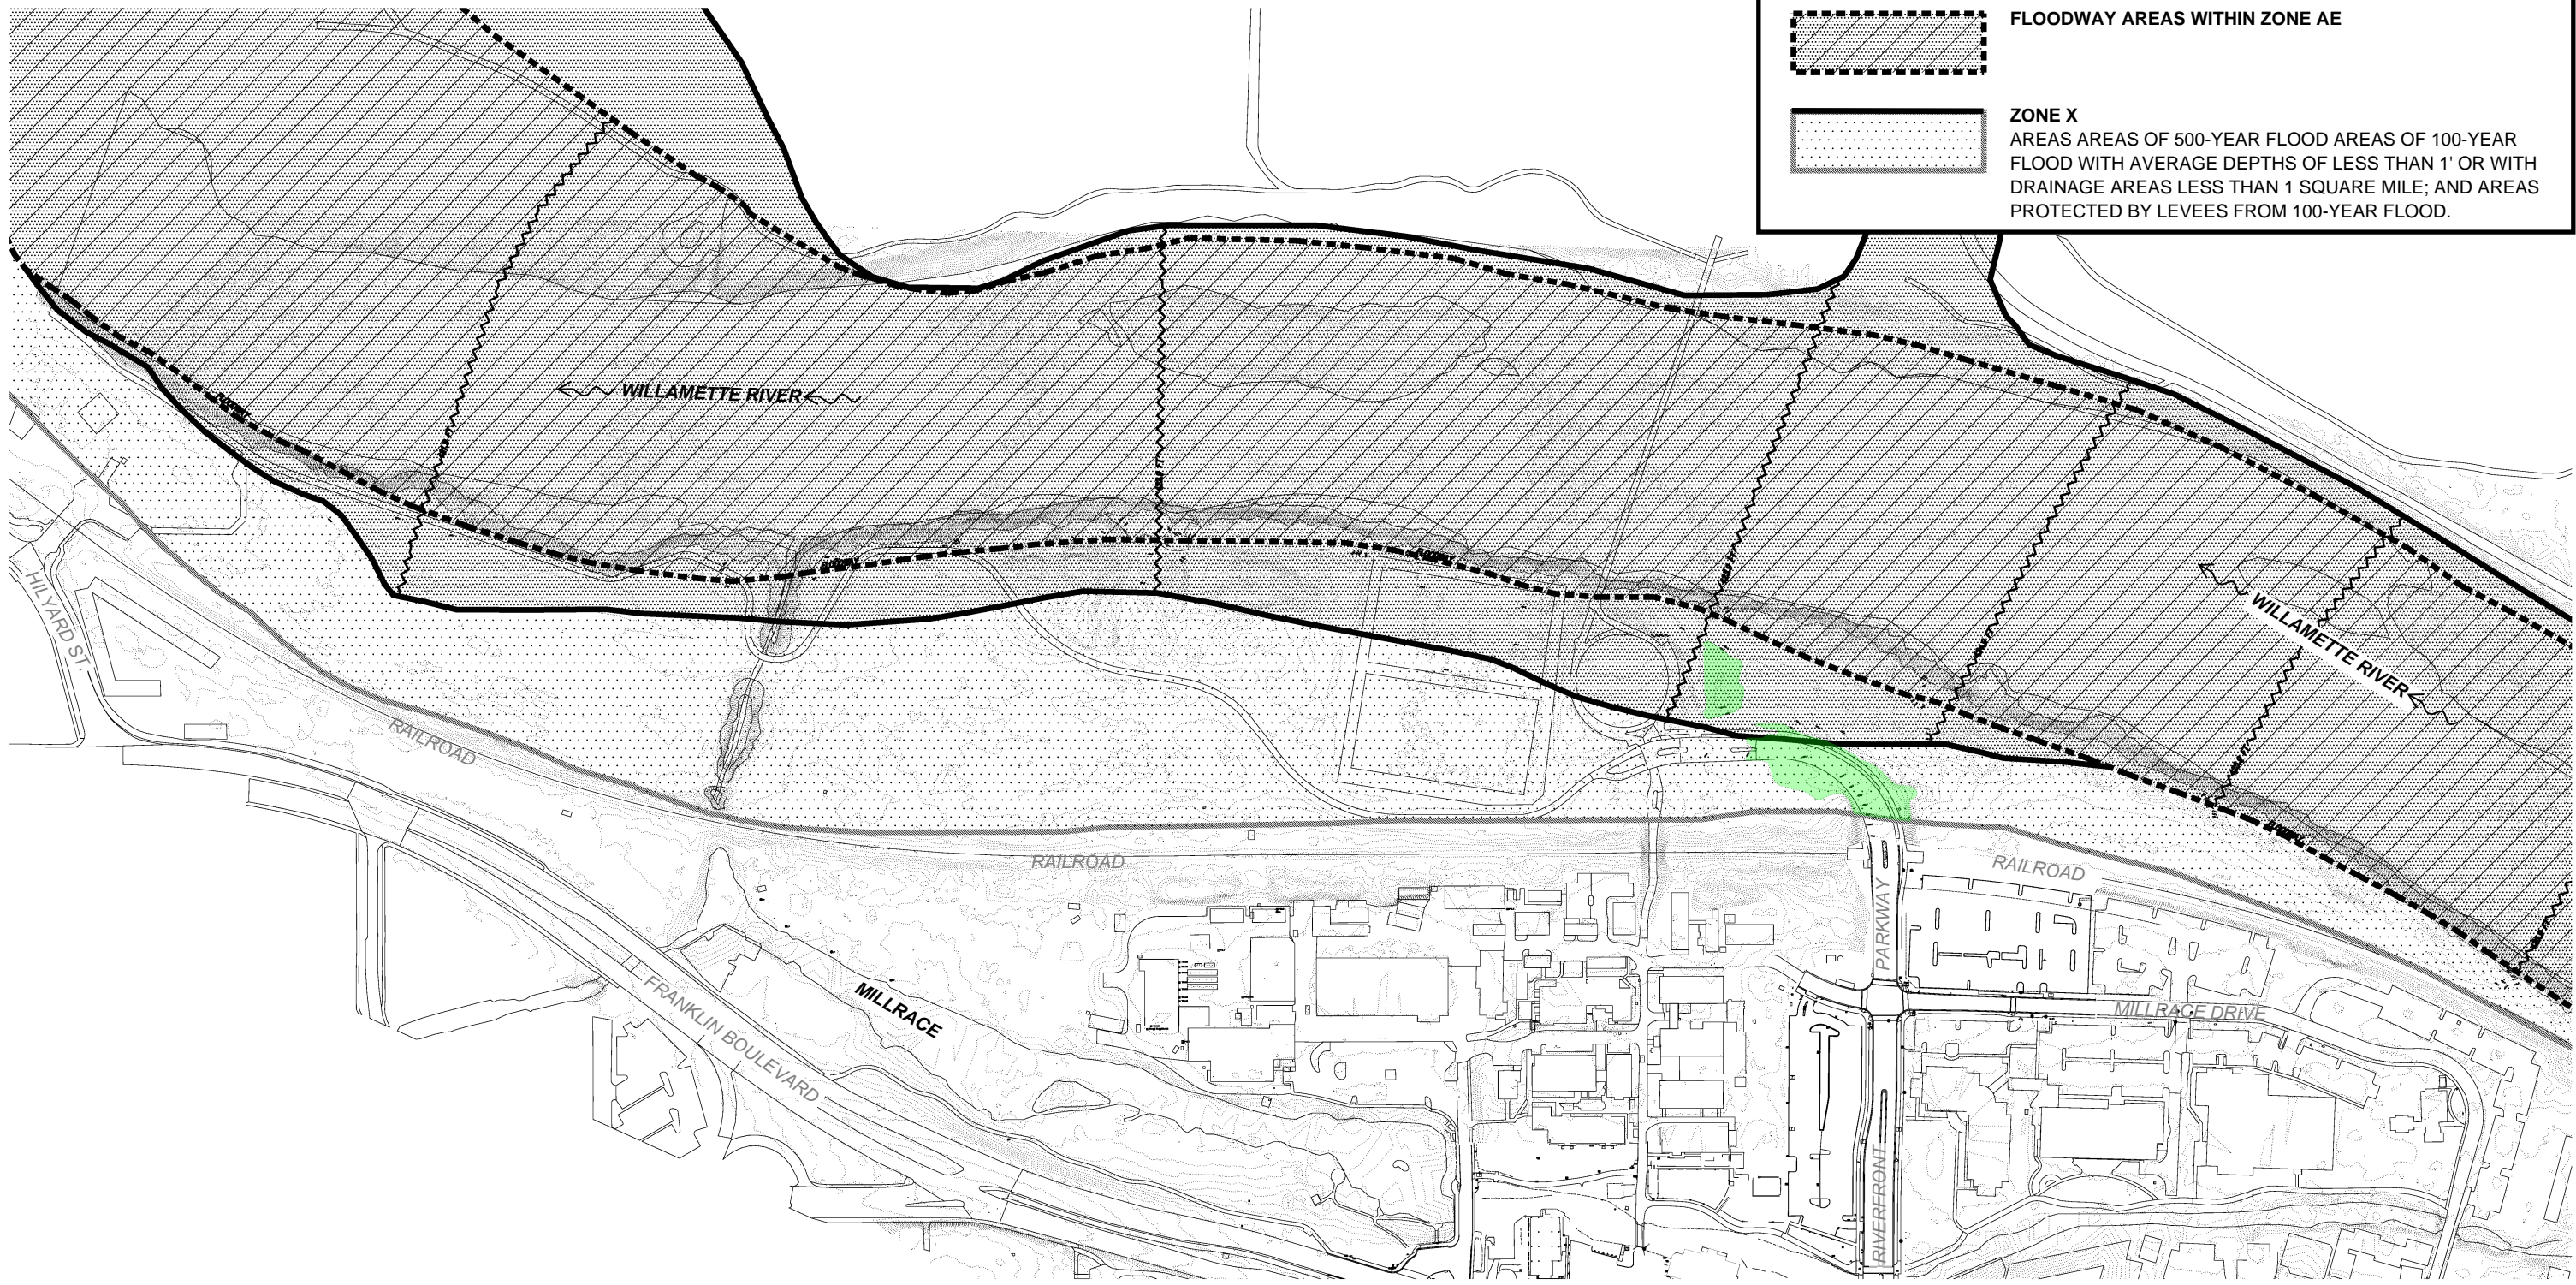 FLOODWAY AREAS WITHIN ZONE AE
ZONE X
AREAS AREAS OF 500-YEAR FLOOD AREAS OF 100-YEAR
FLOOD WITH AVERAGE DEPTHS OF LESS THAN 1' OR WITH
DRAINAGE AREAS LESS THAN 1 SQUARE MILE; AND AREAS
PROTECTED BY LEVEES FROM 100-YEAR FLOOD.
WILLAMETTE RIVER
WILLAMETTE RIVER
HILYARD ST.
RAILROAD
RAILROAD
RAILROAD
PARKWAY
MILLRACE
FRANKLIN BOULEVARD
MILLRACE DRIVE
RIVERFRONT